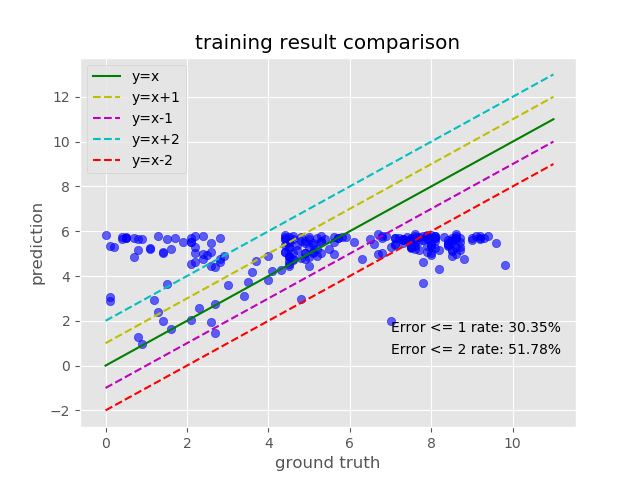 training result comparison
y=x
y=x+1
y=x-1
y=x+2
y=x-2
12
10
8
6
4
2
0
−2
prediction
Error <= 1 rate: 30.35%
Error <= 2 rate: 51.78%
0 2 4 6 8 10
ground truth